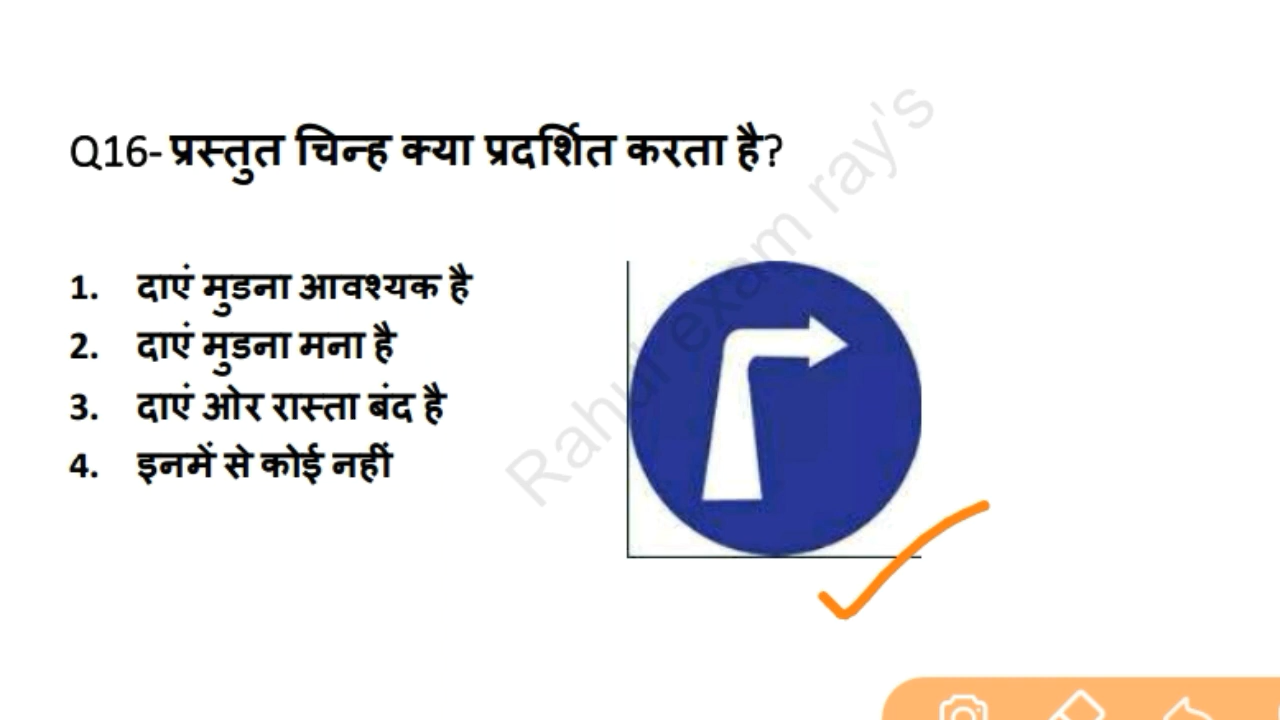 Q16- प्रस्तुत चिन्ह क्या प्रदर्शित करता है?
1. दाएं मुडना आवश्यक है
2. दाएं मुडना मना है
3. दाएं ओर रास्ता बंद है
4. इनमें से कोई नहीं
Rahul exam ray's